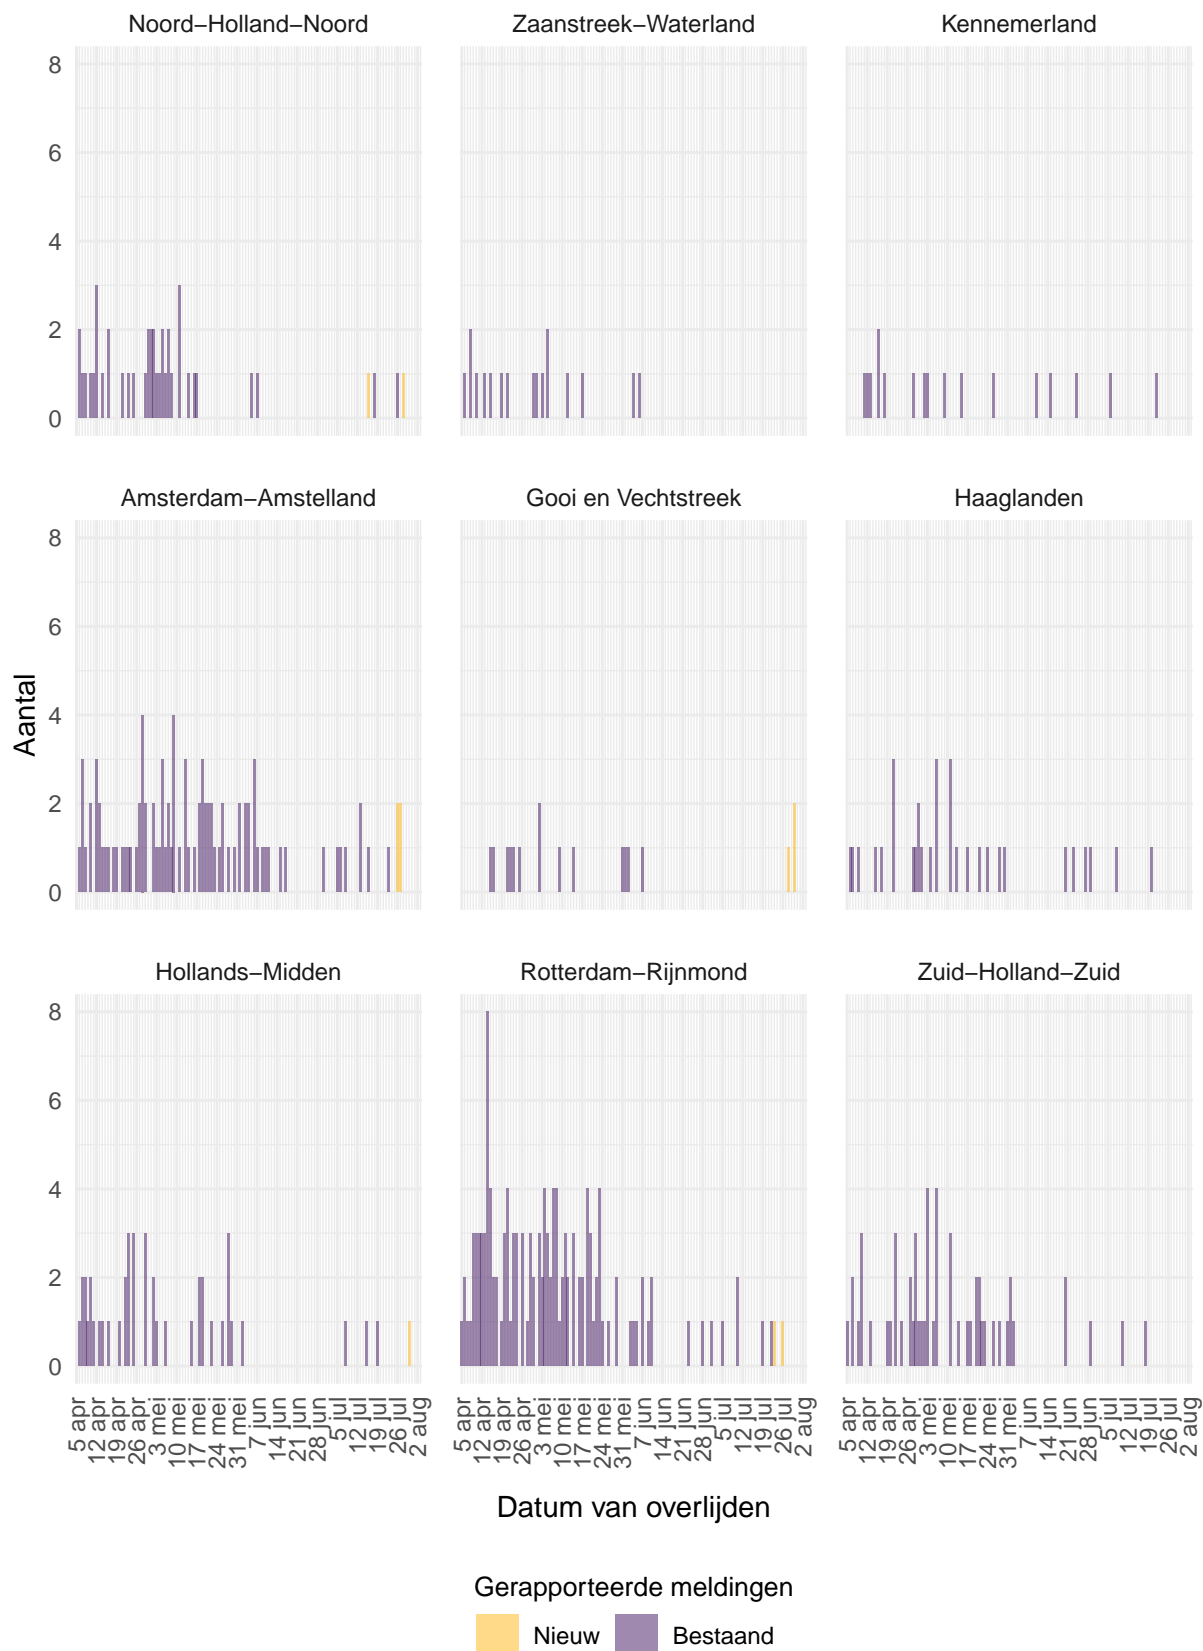 Noord−Holland−Noord Zaanstreek−Waterland Kennemerland
8
6
4
2
0
Amsterdam−Amstelland Gooi en Vechtstreek Haaglanden
8
6
4
2
0
Aantal
Hollands−Midden Rotterdam−Rijnmond Zuid−Holland−Zuid
8
6
4
2
0
5 apr 12 apr 19 apr 26 apr 3 mei 10 mei 17 mei 24 mei 31 mei 7 jun 14 jun 21 jun 28 jun 5 jul 12 jul 19 jul 26 jul 2 aug
5 apr 12 apr 19 apr 26 apr 3 mei 10 mei 17 mei 24 mei 31 mei 7 jun 14 jun 21 jun 28 jun 5 jul 12 jul 19 jul 26 jul 2 aug
5 apr 12 apr 19 apr 26 apr 3 mei 10 mei 17 mei 24 mei 31 mei 7 jun 14 jun 21 jun 28 jun 5 jul 12 jul 19 jul 26 jul 2 aug
Datum van overlijden
Gerapporteerde meldingen
Nieuw Bestaand